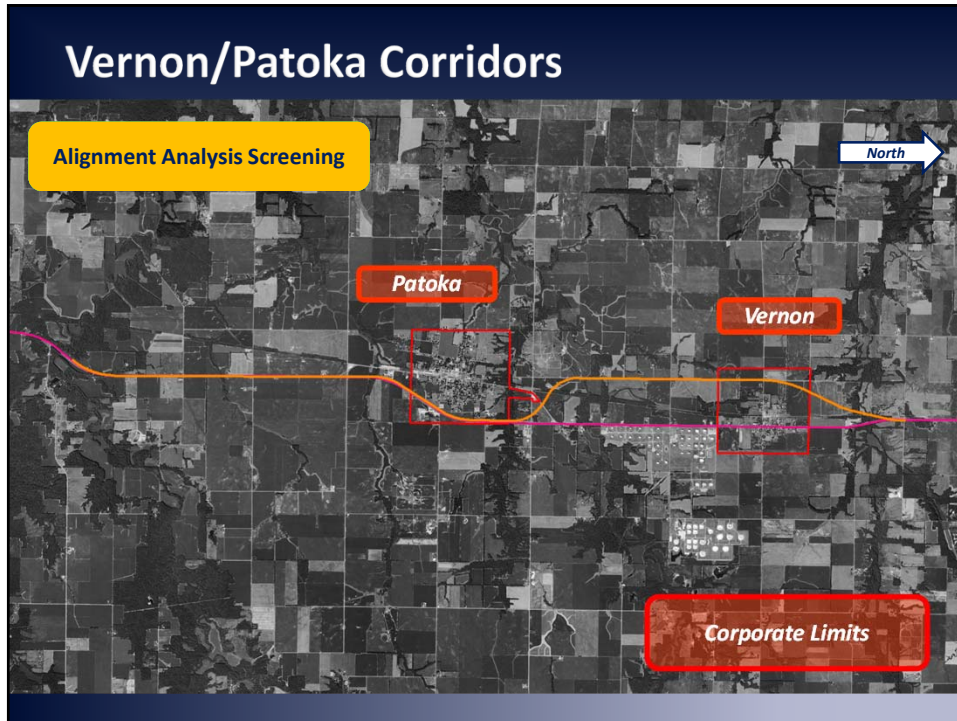 Vernon/Patoka Corridors
Alignment Analysis Screening
North
Patoka
Vernon
Corporate Limits